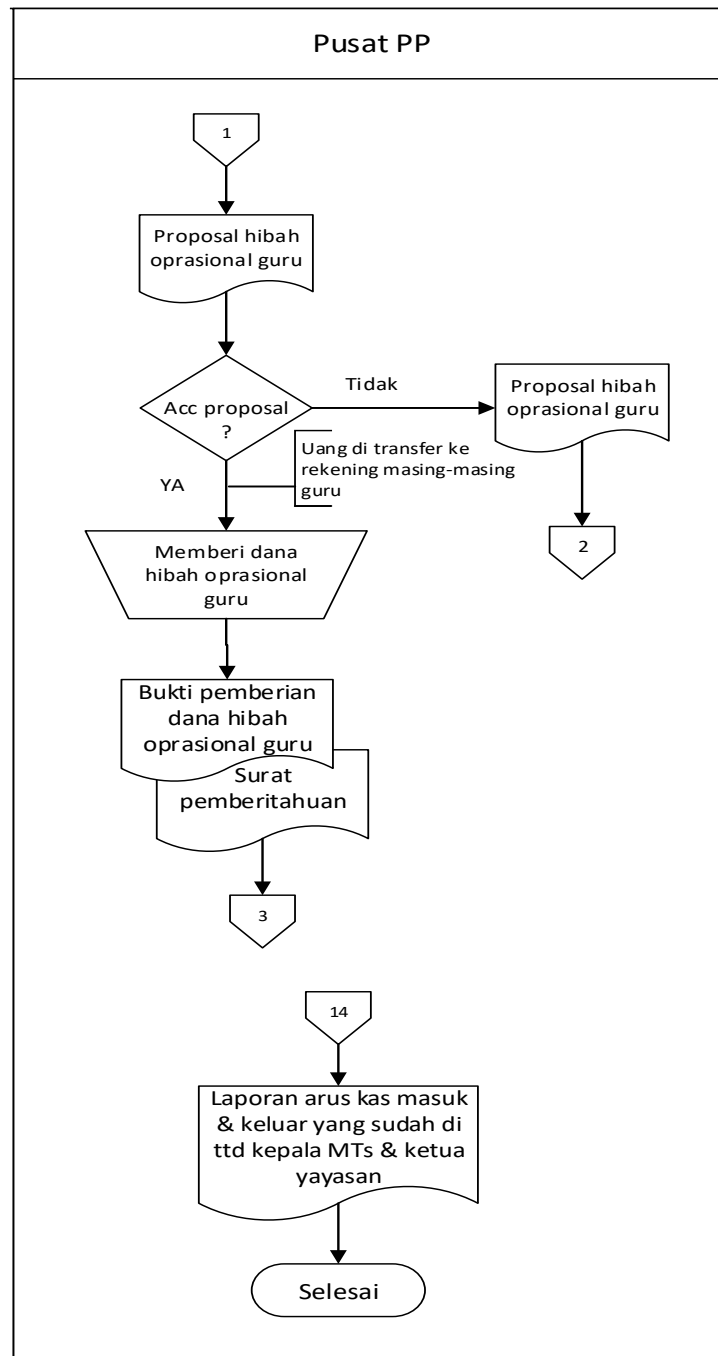 Pusat PP
1
Proposal hibah
oprasional guru
Acc proposal
?
Tidak
Proposal hibah
oprasional guru
Uang di transfer ke
rekening masing-masing
guru
YA
2
Memberi dana
hibah oprasional
guru
Bukti pemberian
dana hibah
oprasional guru
Surat
pemberitahuan
3
14
Laporan arus kas masuk
& keluar yang sudah di
ttd kepala MTs & ketua
yayasan
Selesai